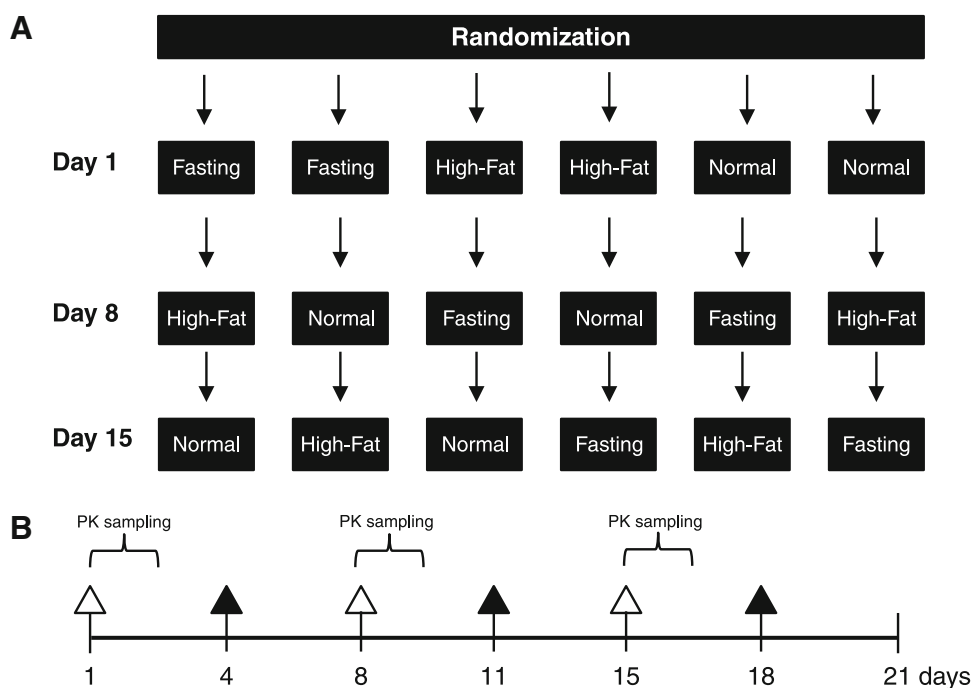 A
Randomization
Day 1
Fasting Fasting High-Fat High-Fat Normal Normal
Day 8
High-Fat Normal Fasting Normal Fasting High-Fat
Day 15
Normal High-Fat Normal Fasting High-Fat Fasting
B
PK sampling PK sampling PK sampling
1 4 8 11 15 18 21 days